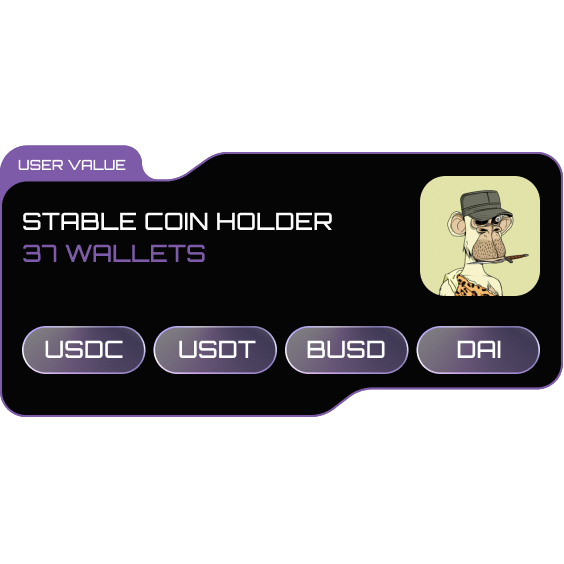 USER VALUE
STABLE COIN HOLDER
37 WALLETS
USDC USDT BUSD DAI